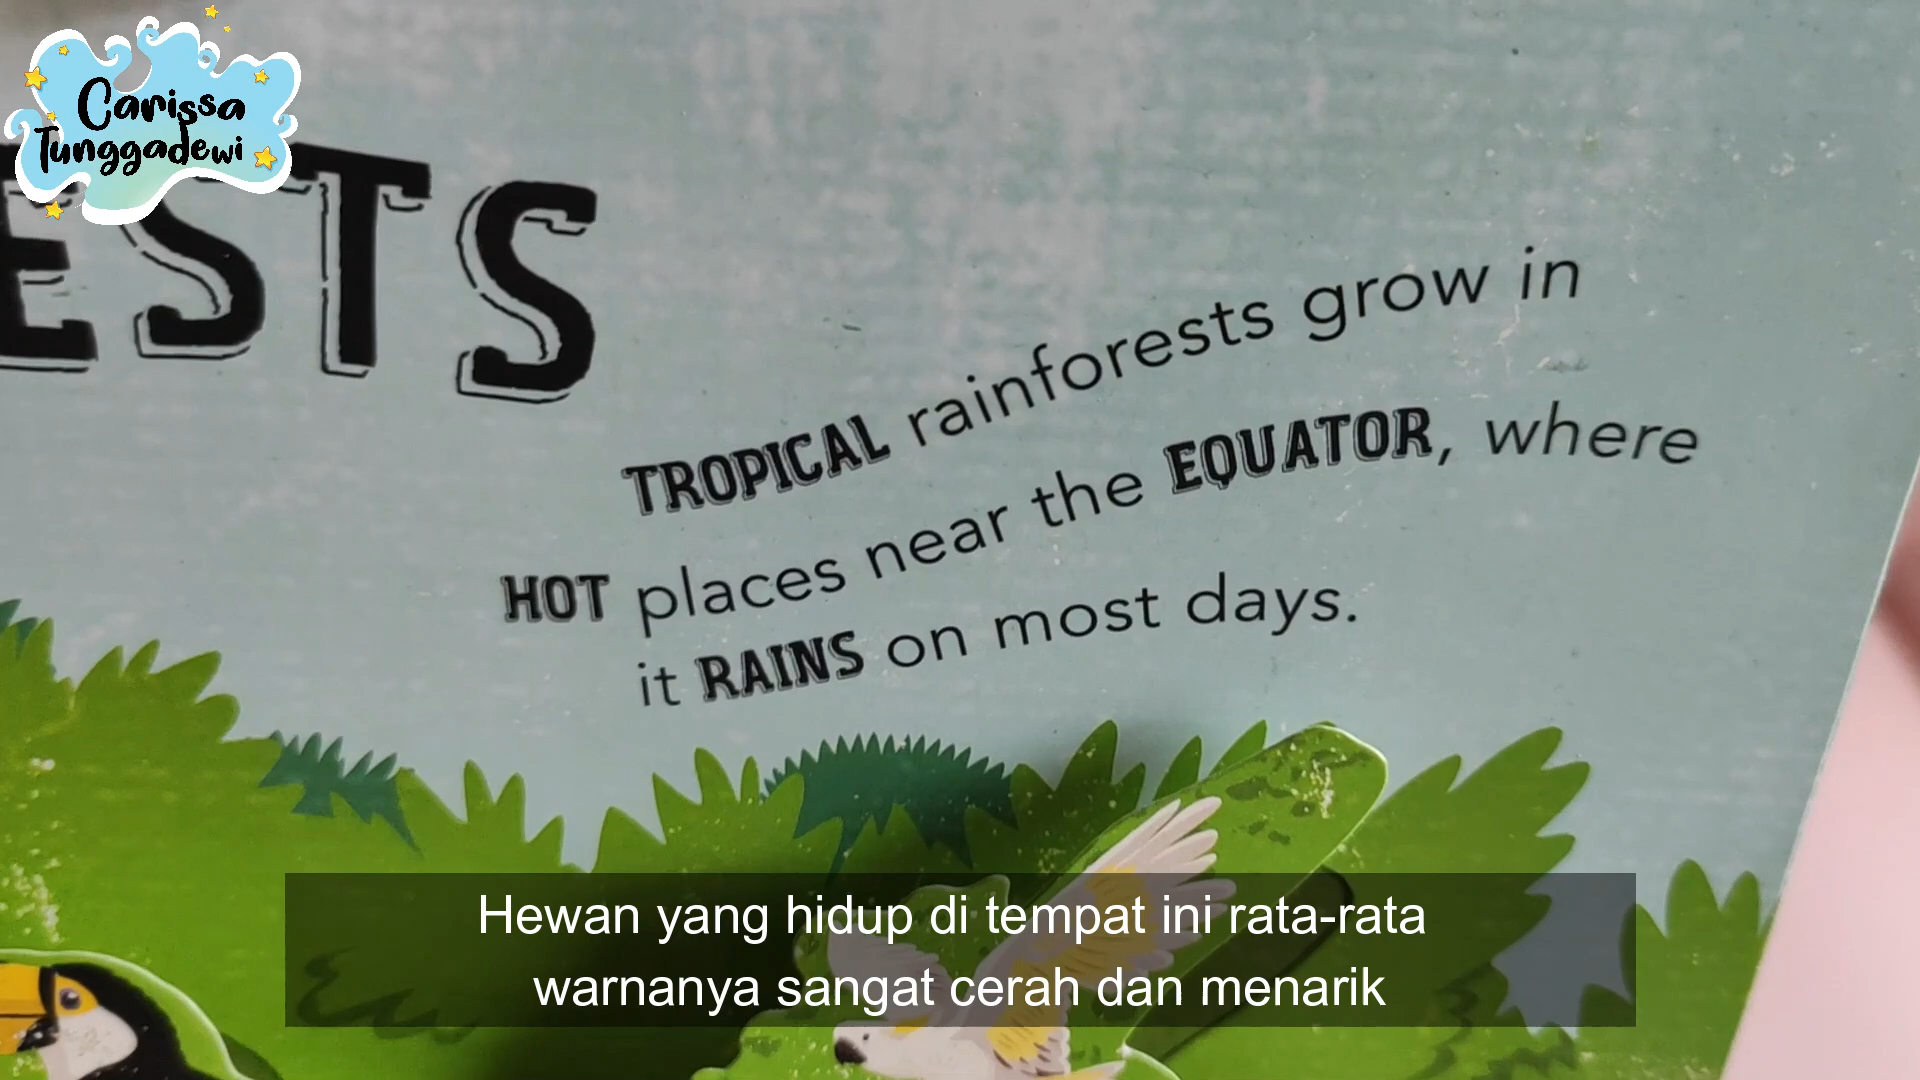 Carissa
Tunggadewi
ESTS
TROPICAL rainforests grow in
HOT places near the EQUATOR, where
it RAINS on most days.
Hewan yang hidup di tempat ini rata-rata
warnanya sangat cerah dan menarik